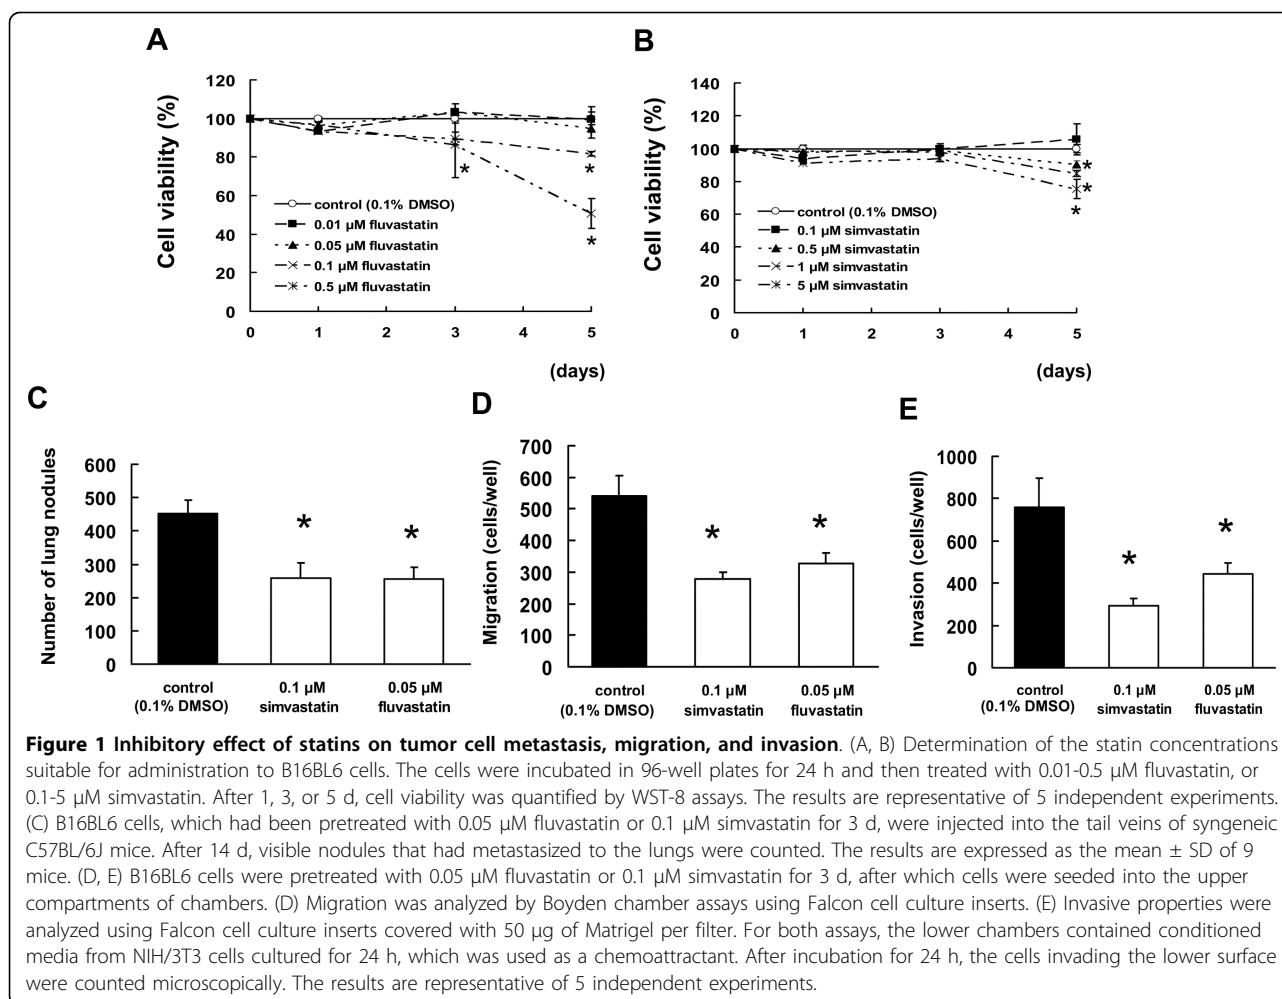 A
Cell viability (%)
120
100
80
60
40
20
0
control (0.1% DMSO)
0.01 µM fluvastatin
0.05 µM fluvastatin
0.1 µM fluvastatin
0.5 µM fluvastatin
*
*
*
0 1 2 3 4 5
(days)
B
Cell viability (%)
140
120
100
80
60
40
20
0
control (0.1% DMSO)
0.1 µM simvastatin
0.5 µM simvastatin
1 µM simvastatin
5 µM simvastatin
*
*
*
0 1 2 3 4 5
(days)
C
Number of lung nodules
600
500
400
300
200
100
0
* *
control
(0.1% DMSO)
0.1 µM
simvastatin
0.05 µM
fluvastatin
D
Migration (cells/well)
700
600
500
400
300
200
100
0
* *
control
(0.1% DMSO)
0.1 µM
simvastatin
0.05 µM
fluvastatin
E
Invasion (cells/well)
1000
800
600
400
200
0
* *
control
(0.1% DMSO)
0.1 µM
simvastatin
0.05 µM
fluvastatin
Figure 1 Inhibitory effect of statins on tumor cell metastasis, migration, and invasion. (A, B) Determination of the statin concentrations
suitable for administration to B16BL6 cells. The cells were incubated in 96-well plates for 24 h and then treated with 0.01-0.5 µM fluvastatin, or
0.1-5 µM simvastatin. After 1, 3, or 5 d, cell viability was quantified by WST-8 assays. The results are representative of 5 independent experiments.
(C) B16BL6 cells, which had been pretreated with 0.05 µM fluvastatin or 0.1 µM simvastatin for 3 d, were injected into the tail veins of syngeneic
C57BL/6J mice. After 14 d, visible nodules that had metastasized to the lungs were counted. The results are expressed as the mean ± SD of 9
mice. (D, E) B16BL6 cells were pretreated with 0.05 µM fluvastatin or 0.1 µM simvastatin for 3 d, after which cells were seeded into the upper
compartments of chambers. (D) Migration was analyzed by Boyden chamber assays using Falcon cell culture inserts. (E) Invasive properties were
analyzed using Falcon cell culture inserts covered with 50 µg of Matrigel per filter. For both assays, the lower chambers contained conditioned
media from NIH/3T3 cells cultured for 24 h, which was used as a chemoattractant. After incubation for 24 h, the cells invading the lower surface
were counted microscopically. The results are representative of 5 independent experiments.